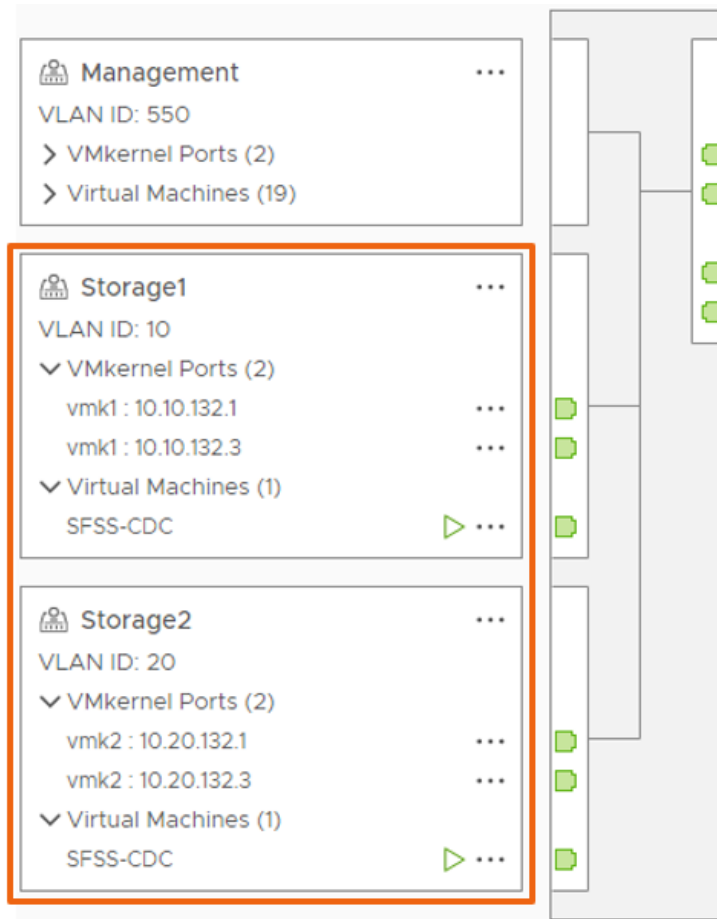 Management
VLAN ID: 550
VMkernel Ports (2)
Virtual Machines (19)
Storage1
VLAN ID: 10
VMkernel Ports (2)
vmk1 : 10.10.132.1
vmk1 : 10.10.132.3
Virtual Machines (1)
SFSS-CDC
Storage2
VLAN ID: 20
VMkernel Ports (2)
vmk2 : 10.20.132.1
vmk2 : 10.20.132.3
Virtual Machines (1)
SFSS-CDC